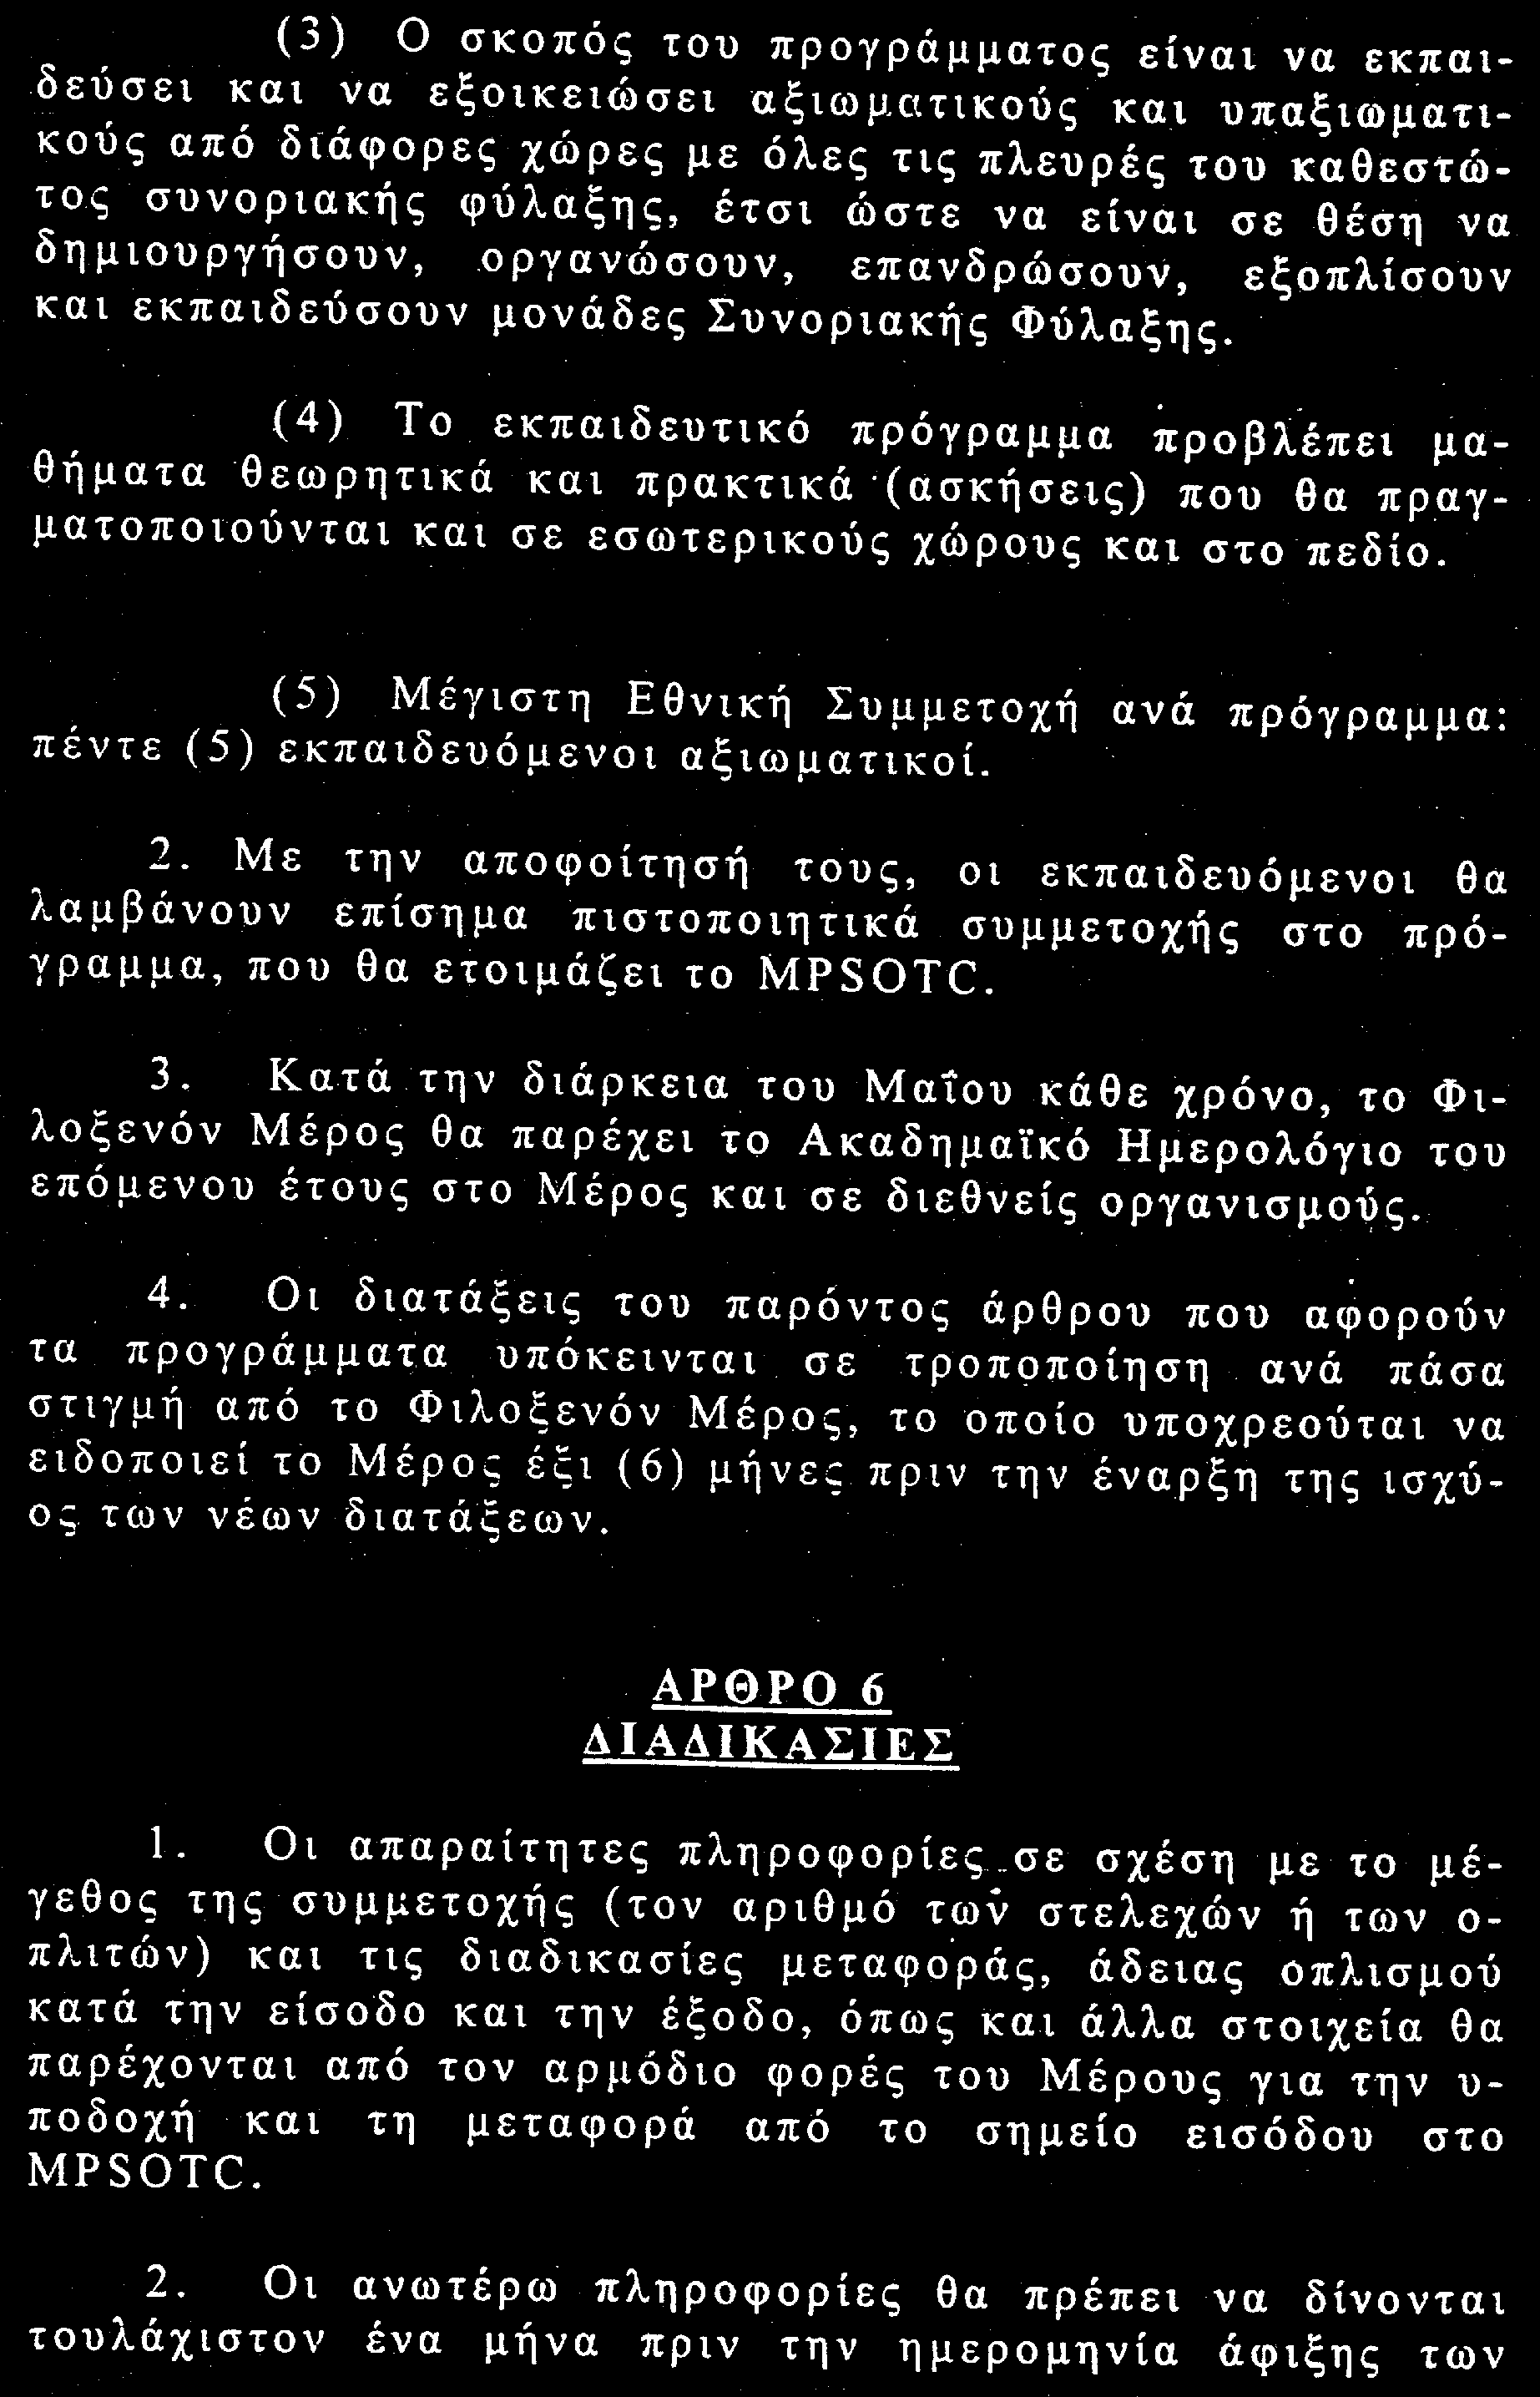 (3) Ο σκοπός του προγράμματος είναι να εκπαι-
δεύσει και να εξοικειώσει αξιωματικούς και υπαξιωματι-
κούς από διάφορες χώρες με όλες τις πλευρές του καθεστώ-
τος συνοριακής φύλαξης, έτσι ώστε να είναι σε θέση να
δημιουργήσουν, οργανώσουν, επανδρώσουν, εξοπλίσουν
και εκπαιδεύσουν μονάδες Συνοριακής Φύλαξης.
(4) Το εκπαιδευτικό πρόγραμμα προβλέπει μα-
θήματα θεωρητικά και πρακτικά (ασκήσεις) που θα πραγ-
ματοποιούνται και σε εσωτερικούς χώρους και στο πεδίο.
(5) Μέγιστη Εθνική Συμμετοχή ανά πρόγραμμα:
πέντε (5) εκπαιδευόμενοι αξιωματικοί.
2. Με την αποφοίτησή τους, οι εκπαιδευόμενοι θα
λαμβάνουν επίσημα πιστοποιητικά συμμετοχής στο πρό-
γραμμα, που θα ετοιμάζει το MPSOTC.
3. Κατά την διάρκεια του Μαΐου κάθε χρόνο, το Φι-
λοξενόν Μέρος θα παρέχει το Ακαδημαϊκό Ημερολόγιο του
επόμενου έτους στο Μέρος και σε διεθνείς οργανισμούς.
4. Οι διατάξεις του παρόντος άρθρου που αφορούν
τα προγράμματα υπόκεινται σε τροποποίηση ανά πάσα
στιγμή από το Φιλοξενόν Μέρος, το οποίο υποχρεούται να
ειδοποιεί το Μέρος έξι (6) μήνες πριν την έναρξη της ισχύ-
ος των νέων διατάξεων.
ΑΡΘΡΟ 6
ΔΙΑΔΙΚΑΣΙΕΣ
1. Οι απαραίτητες πληροφορίες σε σχέση με το μέ-
γεθος της συμμετοχής (τον αριθμό των στελεχών ή των ο-
πλιτών) και τις διαδικασίες μεταφοράς, άδειας οπλισμού
κατά την είσοδο και την έξοδο, όπως και άλλα στοιχεία θα
παρέχονται από τον αρμόδιο φορές του Μέρους για την υ-
ποδοχή και τη μεταφορά από το σημείο εισόδου στο
MPSOTC.
2. Οι ανωτέρω πληροφορίες θα πρέπει να δίνονται
τουλάχιστον ένα μήνα πριν την ημερομηνία άφιξης των